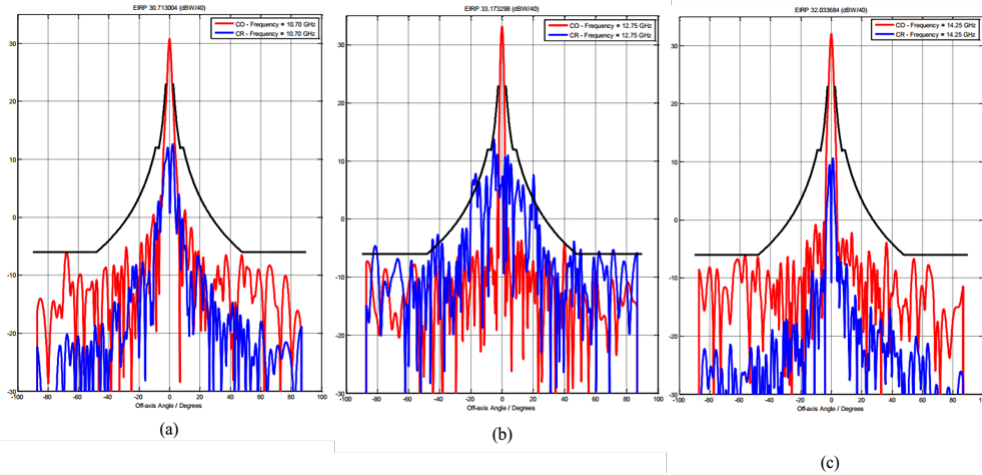 EIRP 30.713004 (dBW/40)
CO - Frequency = 10.70 GHz
CR - Frequency = 10.70 GHz
30
20
10
0
-10
-20
-30
-100 -80 -60 -40 -20 0 20 40 60 80 100
Off-axis Angle / Degrees
(a)
EIRP 33.173298 (dBW/40)
CO - Frequency = 12.75 GHz
CR - Frequency = 12.75 GHz
30
20
10
0
-10
-20
-30
-100 -80 -60 -40 -20 0 20 40 60 80 100
Off-axis Angle / Degrees
(b)
EIRP 32.033684 (dBW/40)
CO - Frequency = 14.25 GHz
CR - Frequency = 14.25 GHz
30
20
10
0
-10
-20
-30
-100 -80 -60 -40 -20 0 20 40 60 80
Off-axis Angle / Degrees
(c)